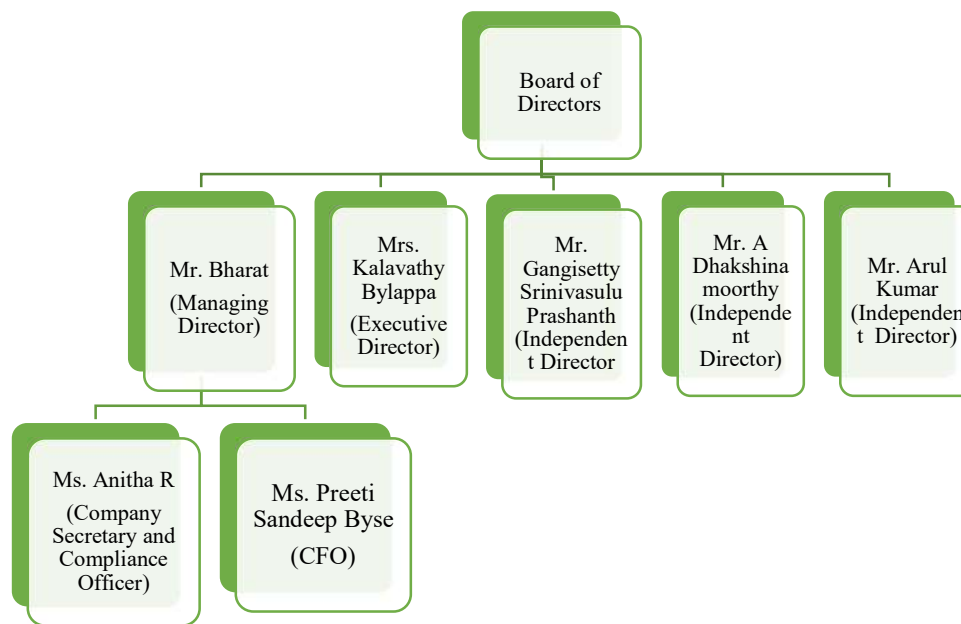 Board of
Directors
Mr. Bharat
(Managing
Director)
Mrs.
Kalavathy
Bylappa
(Executive
Director)
Mr.
Gangisetty
Srinivasulu
Prashanth
(Independen
t Director
Mr. A
Dhakshina
moorthy
(Independe
nt
Director)
Mr. Arul
Kumar
(Independen
t Director)
Ms. Anitha R
(Company
Secretary and
Compliance
Officer)
Ms. Preeti
Sandeep Byse
(CFO)